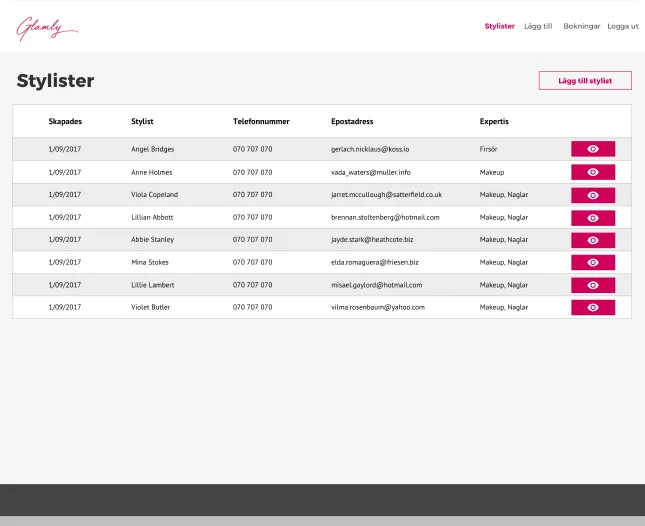 Glamly
Stylister Lägg till Bokningar Logga ut
Stylister
Lägg till stylist
Skapades Stylist Telefonnummer Epostadress Expertis
1/09/2017 Angel Bridges 070 707 070 gerlach.nicklaus@koss.io Firsör
1/09/2017 Anne Holmes 070 707 070 vada_waters@muller.info Makeup
1/09/2017 Viola Copeland 070 707 070 jarret.mccullough@satterfield.co.uk Makeup, Naglar
1/09/2017 Lillian Abbott 070 707 070 brennan.stoltenberg@hotmail.com Makeup, Naglar
1/09/2017 Abbie Stanley 070 707 070 jayde.stark@heathcote.biz Makeup, Naglar
1/09/2017 Mina Stokes 070 707 070 elda.romaguera@friesen.biz Makeup, Naglar
1/09/2017 Lillie Lambert 070 707 070 misael.gaylord@hotmail.com Makeup, Naglar
1/09/2017 Violet Butler 070 707 070 vilma.rosenbaum@yahoo.com Makeup, Naglar